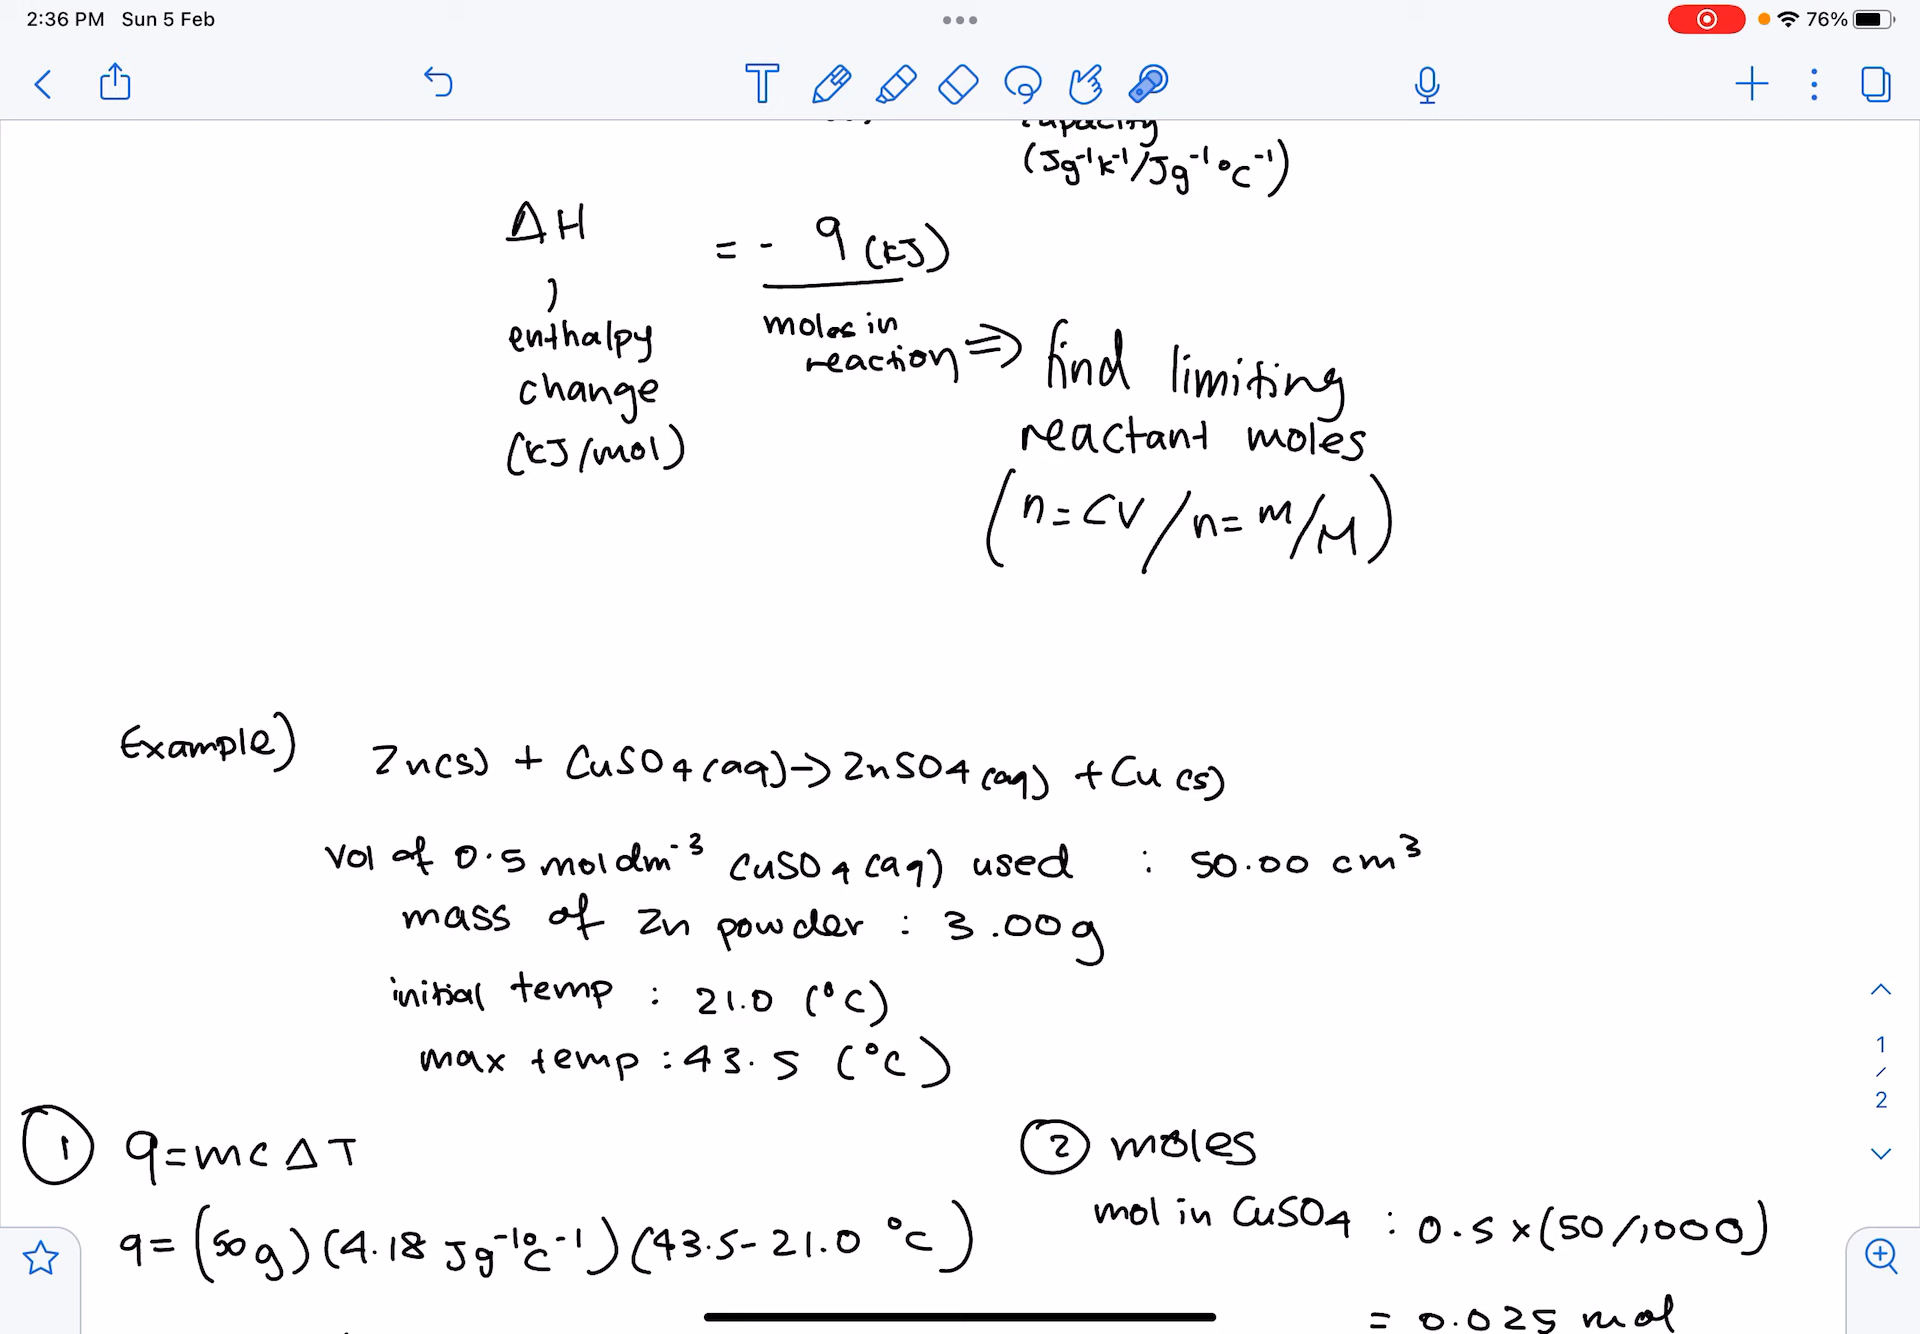 2:36 PM Sun 5 Feb
76%
capacity
(Jg⁻¹K⁻¹/Jg⁻¹°C⁻¹)
ΔH = - q (kJ)
enthalpy
change
(kJ/mol)
moles in
reaction ⇒ find limiting
reactant moles
(n=CV/n=m/M)
Example) Zn(s) + CuSO4(aq) → ZnSO4(aq) + Cu(s)
vol of 0.5 moldm⁻³ CuSO4(aq) used : 50.00 cm³
mass of Zn powder : 3.00g
initial temp : 21.0 (°C)
max temp : 43.5 (°C)
① q=mcΔT
q= (50g)(4.18 Jg⁻¹°C⁻¹)(43.5-21.0 °C)
② moles
mol in CuSO4 : 0.5×(50/1000)
= 0.025 mol
1
/
2